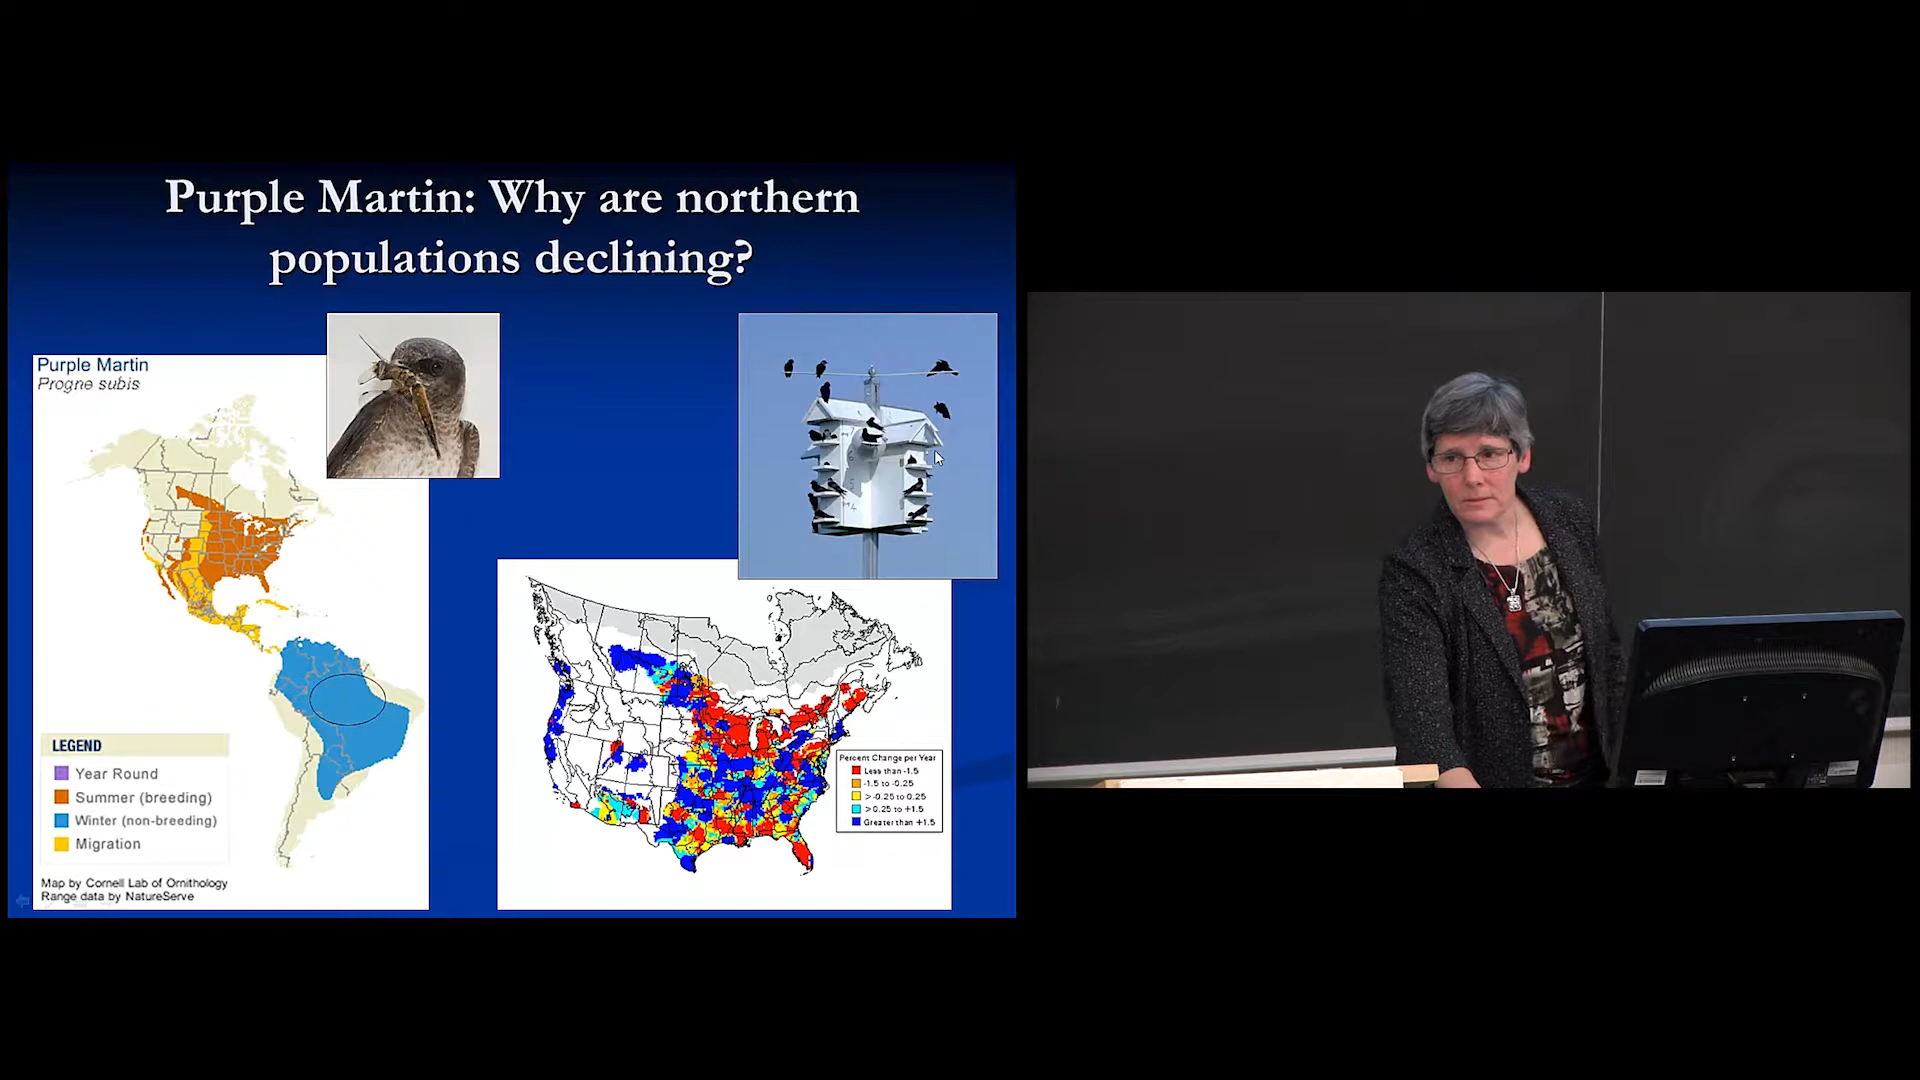 Purple Martin: Why are northern
populations declining?
Purple Martin
Progne subis
LEGEND
Year Round
Summer (breeding)
Winter (non-breeding)
Migration
Map by Cornell Lab of Ornithology
Range data by NatureServe
Percent Change per Year
Less than -1.5
-1.5 to -0.25
> -0.25 to 0.25
> 0.25 to +1.5
Greater than +1.5